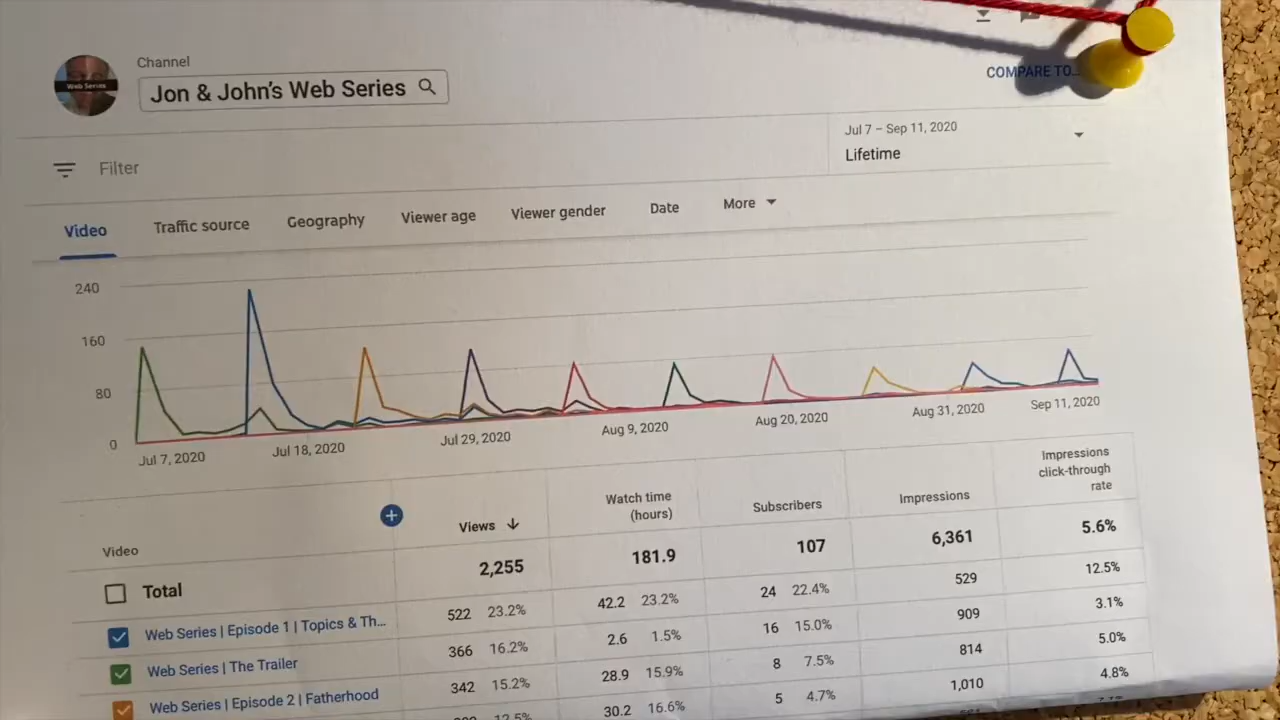 Channel
Web Series
Jon & John's Web Series
COMPARE TO...
Filter
Jul 7 – Sep 11, 2020
Lifetime
Video Traffic source Geography Viewer age Viewer gender Date More
240
160
80
0
Jul 7, 2020 Jul 18, 2020 Jul 29, 2020 Aug 9, 2020 Aug 20, 2020 Aug 31, 2020 Sep 11, 2020
Video Views Watch time (hours) Subscribers Impressions Impressions click-through rate
Total 2,255 181.9 107 6,361 5.6%
Web Series | Episode 1 | Topics & Th... 522 23.2% 42.2 23.2% 24 22.4% 529 12.5%
Web Series | The Trailer 366 16.2% 2.6 1.5% 16 15.0% 909 3.1%
Web Series | Episode 2 | Fatherhood 342 15.2% 28.9 15.9% 8 7.5% 814 5.0%
12.5% 30.2 16.6% 5 4.7% 1,010 4.8%